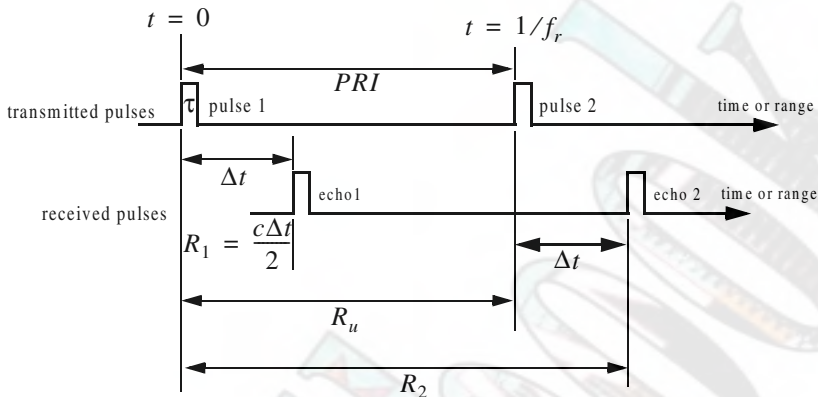 t = 0
t = 1/f_r
PRI
transmitted pulses
τ
pulse 1
pulse 2
time or range
Δt
received pulses
echo1
echo 2
time or range
R_1 = cΔt/2
Δt
R_u
R_2